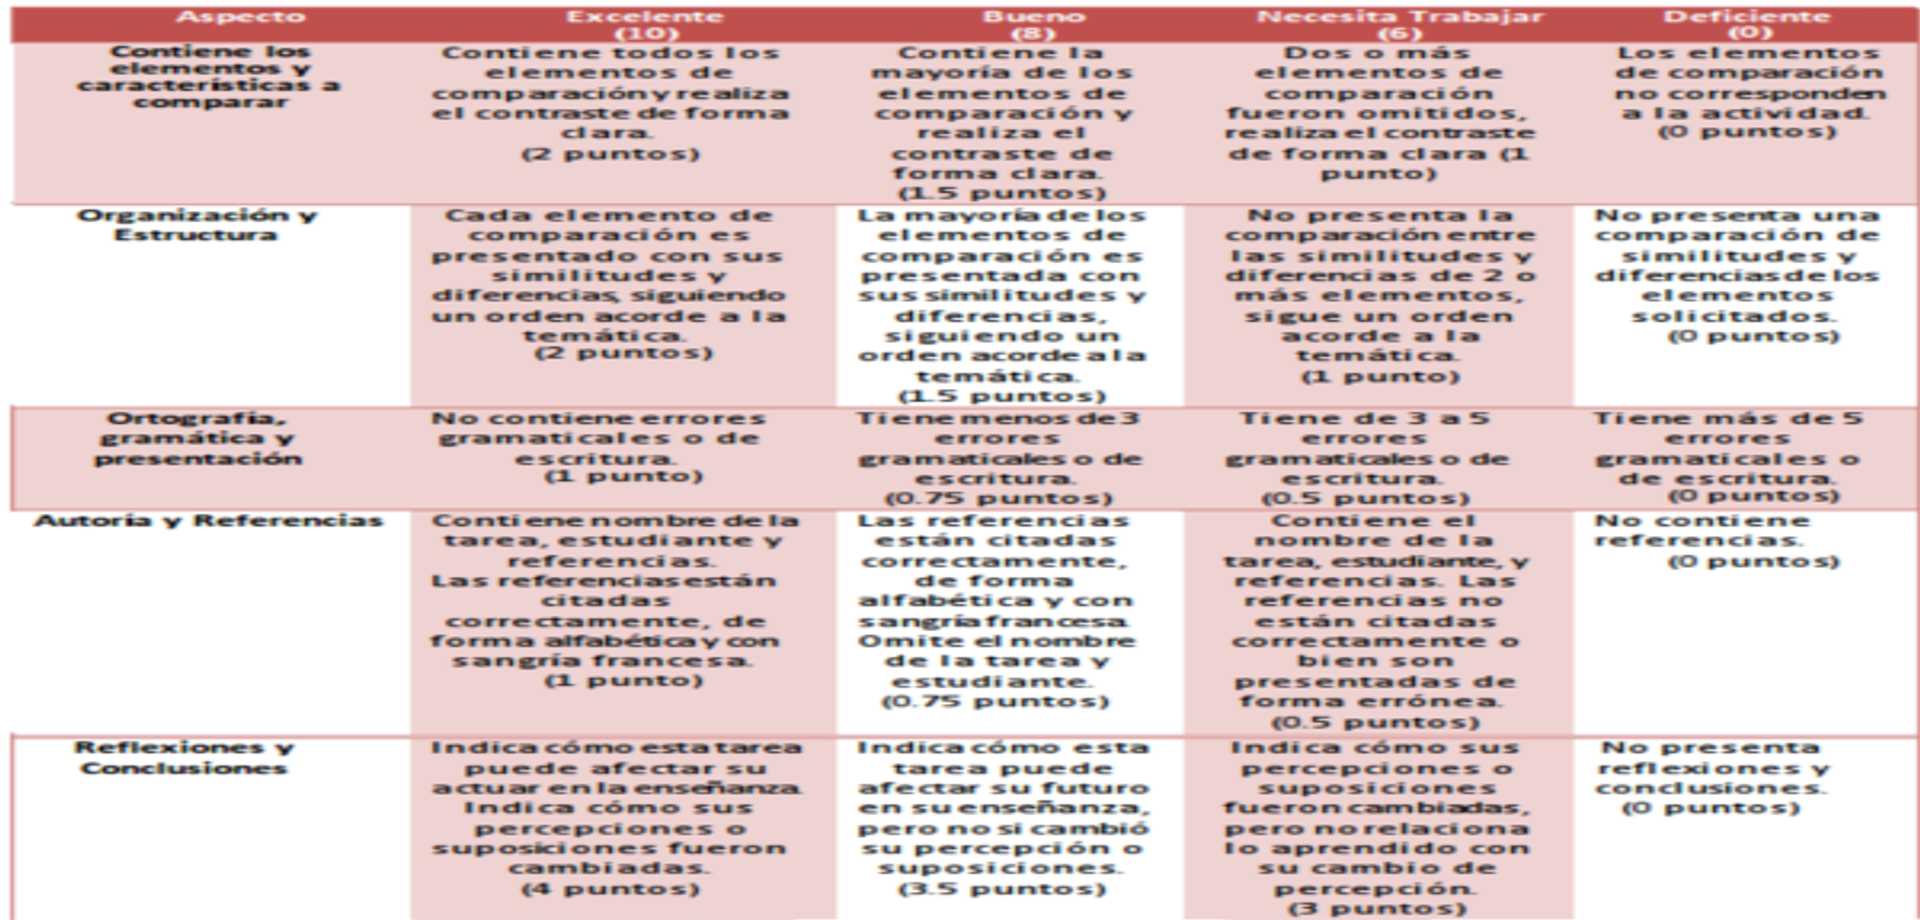 Aspecto
Excelente
(10)
Bueno
(8)
Necesita Trabajar
(6)
Deficiente
(0)
Contiene los
elementos y
características a
comparar
Contiene todos los
elementos de
comparación y realiza
el contraste de forma
clara.
(2 puntos)
Contiene la
mayoría de los
elementos de
comparación y
realiza el
contraste de
forma clara.
(1.5 puntos)
Dos o más
elementos de
comparación
fueron omitidos,
realiza el contraste
de forma clara (1
punto)
Los elementos
de comparación
no corresponden
a la actividad.
(0 puntos)
Organización y
Estructura
Cada elemento de
comparación es
presentado con sus
similitudes y
diferencias, siguiendo
un orden acorde a la
temática.
(2 puntos)
La mayoría de los
elementos de
comparación es
presentada con
sus similitudes y
diferencias,
siguiendo un
orden acorde a la
temática.
(1.5 puntos)
No presenta la
comparación entre
las similitudes y
diferencias de 2 o
más elementos,
sigue un orden
acorde a la
temática.
(1 punto)
No presenta una
comparación de
similitudes y
diferencias de los
elementos
solicitados.
(0 puntos)
Ortografía,
gramática y
presentación
No contiene errores
gramaticales o de
escritura.
(1 punto)
Tiene menos de 3
errores
gramaticales o de
escritura.
(0.75 puntos)
Tiene de 3 a 5
errores
gramaticales o de
escritura.
(0.5 puntos)
Tiene más de 5
errores
gramaticales o
de escritura.
(0 puntos)
Autoría y Referencias
Contiene nombre de la
tarea, estudiante y
referencias.
Las referencias están
citadas
correctamente, de
forma alfabética y con
sangría francesa.
(1 punto)
Las referencias
están citadas
correctamente,
de forma
alfabética y con
sangría francesa.
Omite el nombre
de la tarea y
estudiante.
(0.75 puntos)
Contiene el
nombre de la
tarea, estudiante, y
referencias. Las
referencias no
están citadas
correctamente o
bien son
presentadas de
forma errónea.
(0.5 puntos)
No contiene
referencias.
(0 puntos)
Reflexiones y
Conclusiones
Indica cómo esta tarea
puede afectar su
actuar en la enseñanza.
Indica cómo sus
percepciones o
suposiciones fueron
cambiadas.
(4 puntos)
Indica cómo esta
tarea puede
afectar su futuro
en su enseñanza,
pero no si cambió
su percepción o
suposiciones.
(3.5 puntos)
Indica cómo sus
percepciones o
suposiciones
fueron cambiadas,
pero no relaciona
lo aprendido con
su cambio de
percepción.
(3 puntos)
No presenta
reflexiones y
conclusiones.
(0 puntos)